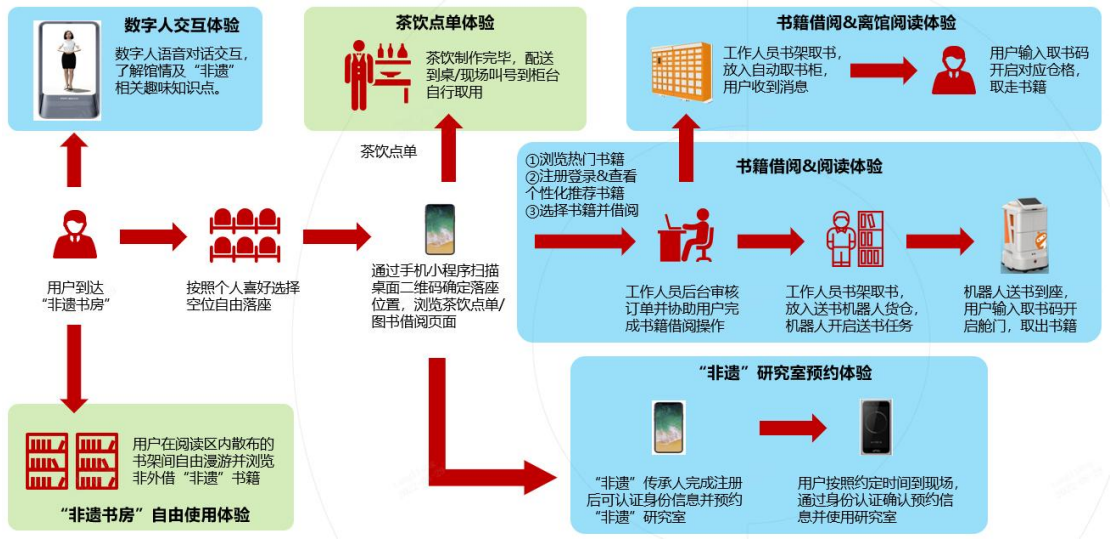 数字人交互体验
数字人语音对话交互，
了解馆情及“非遗”
相关趣味知识点。
茶饮点单体验
茶饮制作完毕，配送
到桌/现场叫号到柜台
自行取用
书籍借阅&离馆阅读体验
工作人员书架取书，
放入自动取书柜，
用户收到消息
用户输入取书码
开启对应仓格，
取走书籍
茶饮点单
①浏览热门书籍
②注册登录&查看
个性化推荐书籍
③选择书籍并借阅
书籍借阅&阅读体验
用户到达
“非遗书房”
按照个人喜好选择
空位自由落座
通过手机小程序扫描
桌面二维码确定落座
位置，浏览茶饮点单/
图书借阅页面
工作人员后台审核
订单并协助用户完
成书籍借阅操作
工作人员书架取书，
放入送书机器人货仓，
机器人开启送书任务
机器人送书到座，
用户输入取书码开
启舱门，取出书籍
“非遗”研究室预约体验
“非遗”传承人完成注册
后可认证身份信息并预约
“非遗”研究室
用户按照约定时间到现场，
通过身份认证确认预约信
息并使用研究室
用户在阅读区内散布的
书架间自由漫游并浏览
非外借“非遗”书籍
“非遗书房”自由使用体验